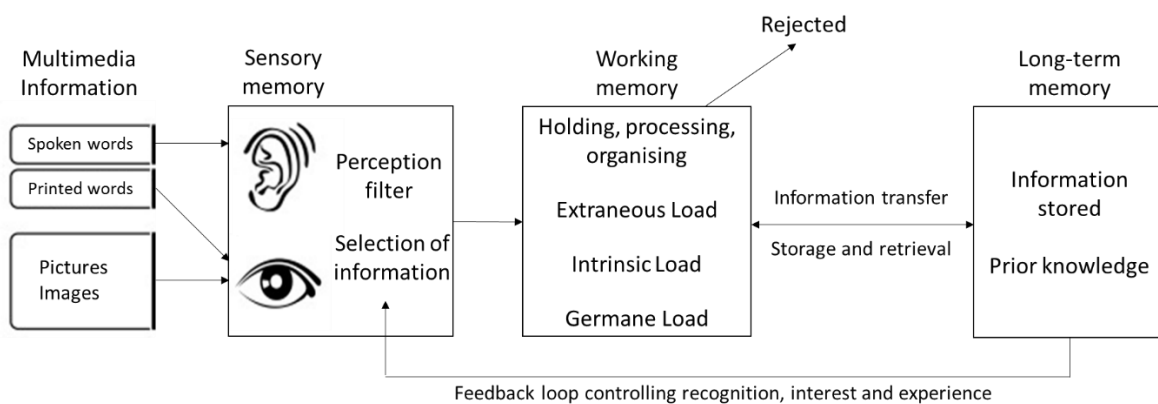 Multimedia
Information
Spoken words
Printed words
Pictures
Images
Sensory
memory
Perception
filter
Selection of
information
Rejected
Working
memory
Holding, processing,
organising
Extraneous Load
Intrinsic Load
Germane Load
Information transfer
Storage and retrieval
Long-term
memory
Information
stored
Prior knowledge
Feedback loop controlling recognition, interest and experience